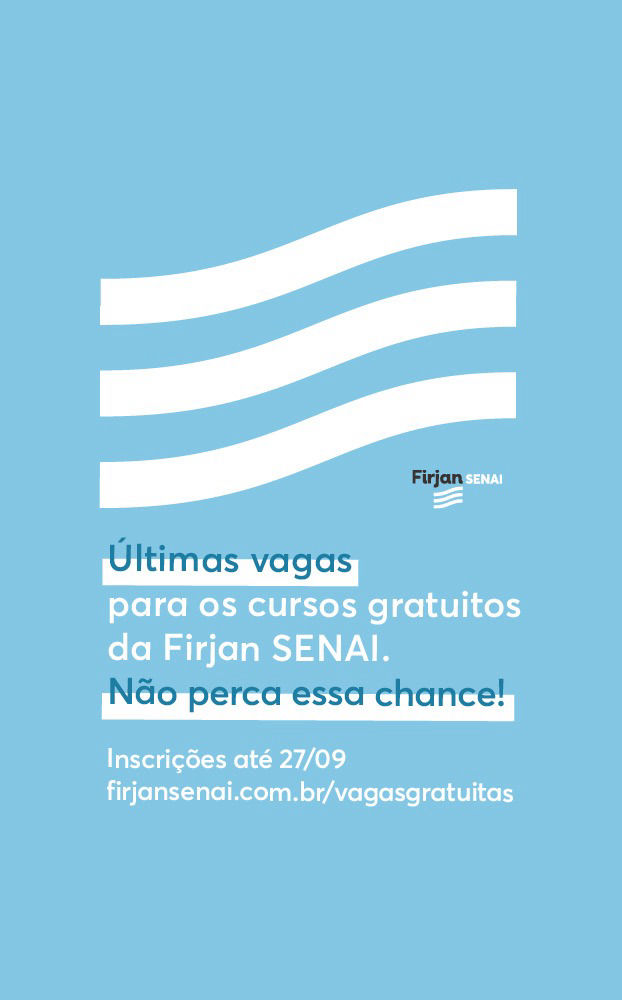 Firjan SENAI
Últimas vagas
para os cursos gratuitos
da Firjan SENAI.
Não perca essa chance!
Inscrições até 27/09
firjansenai.com.br/vagasgratuitas